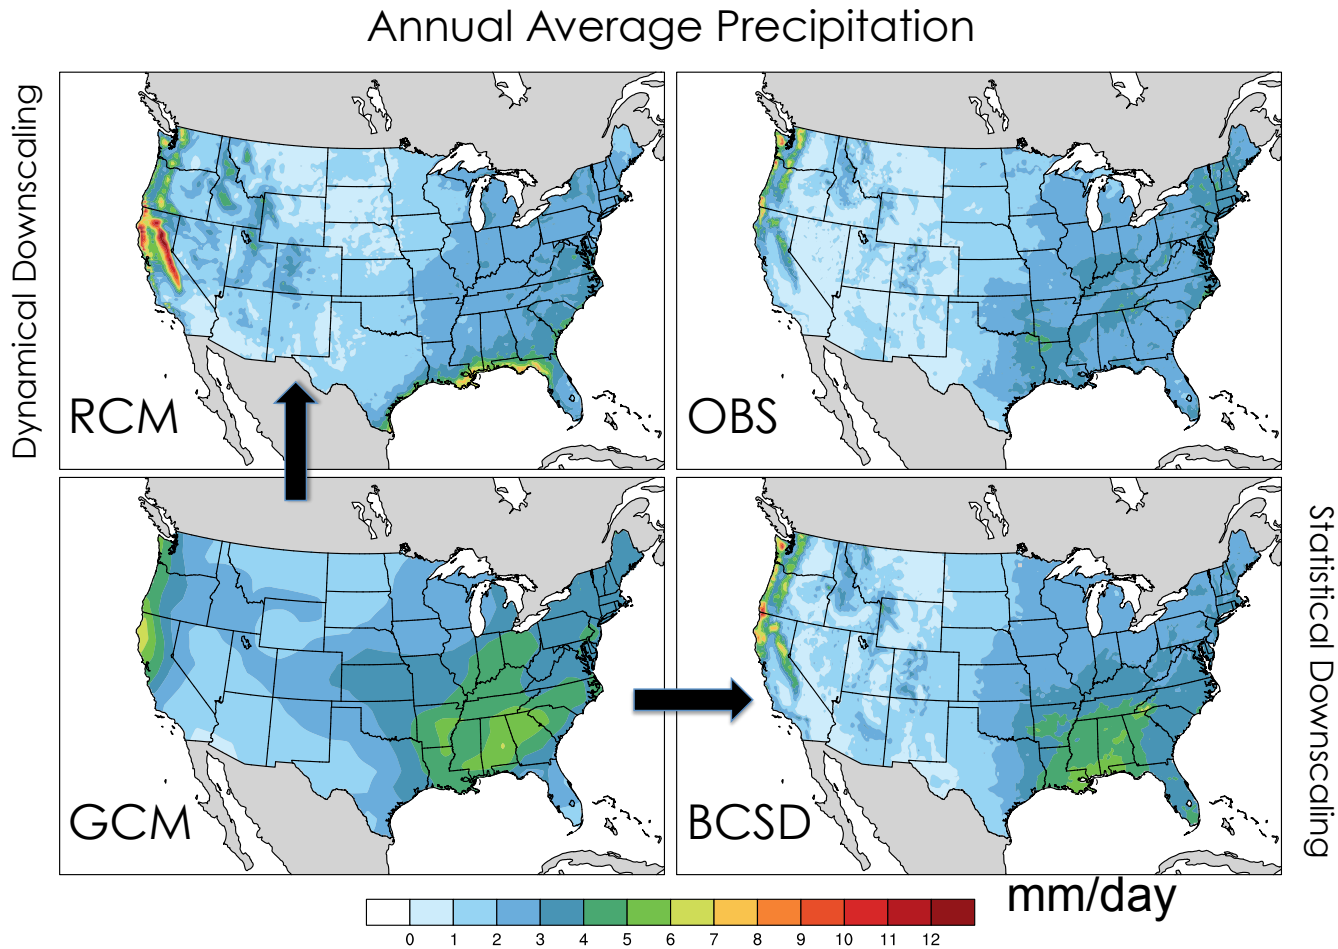 Annual Average Precipitation
Dynamical Downscaling
RCM
OBS
GCM
BCSD
Statistical Downscaling
mm/day
0 1 2 3 4 5 6 7 8 9 10 11 12